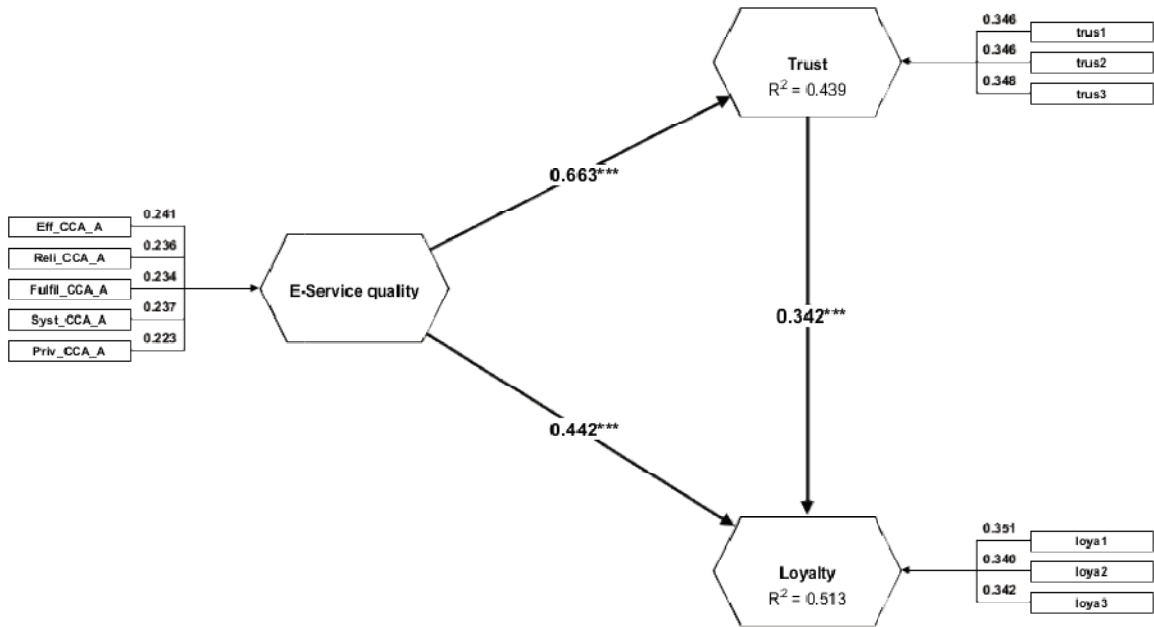 0.346
trus1
Trust
0.346
trus2
R² = 0.439
0.348
trus3
0.663***
0.241
Eff_CCA_A
0.236
Reli_CCA_A
0.234
Fulfil_CCA_A
0.237
Syst_CCA_A
0.223
Priv_CCA_A
E-Service quality
0.342***
0.442***
0.351
loya1
Loyalty
0.340
loya2
R² = 0.513
0.342
loya3